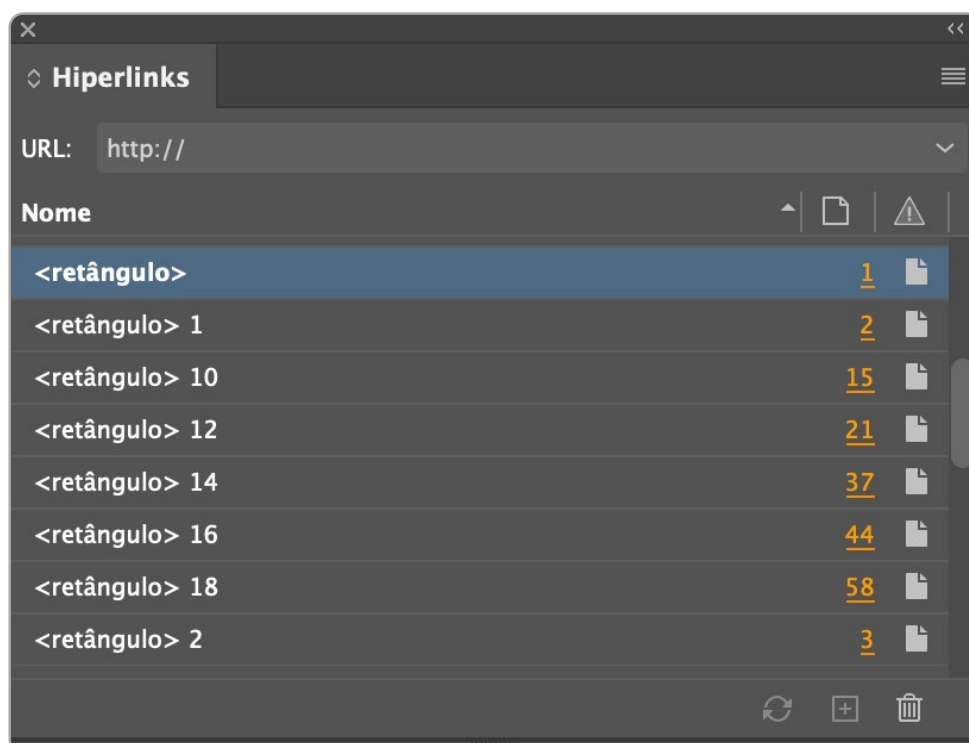 Hiperlinks
URL: http://
Nome
<retângulo> 1
<retângulo> 1 2
<retângulo> 10 15
<retângulo> 12 21
<retângulo> 14 37
<retângulo> 16 44
<retângulo> 18 58
<retângulo> 2 3